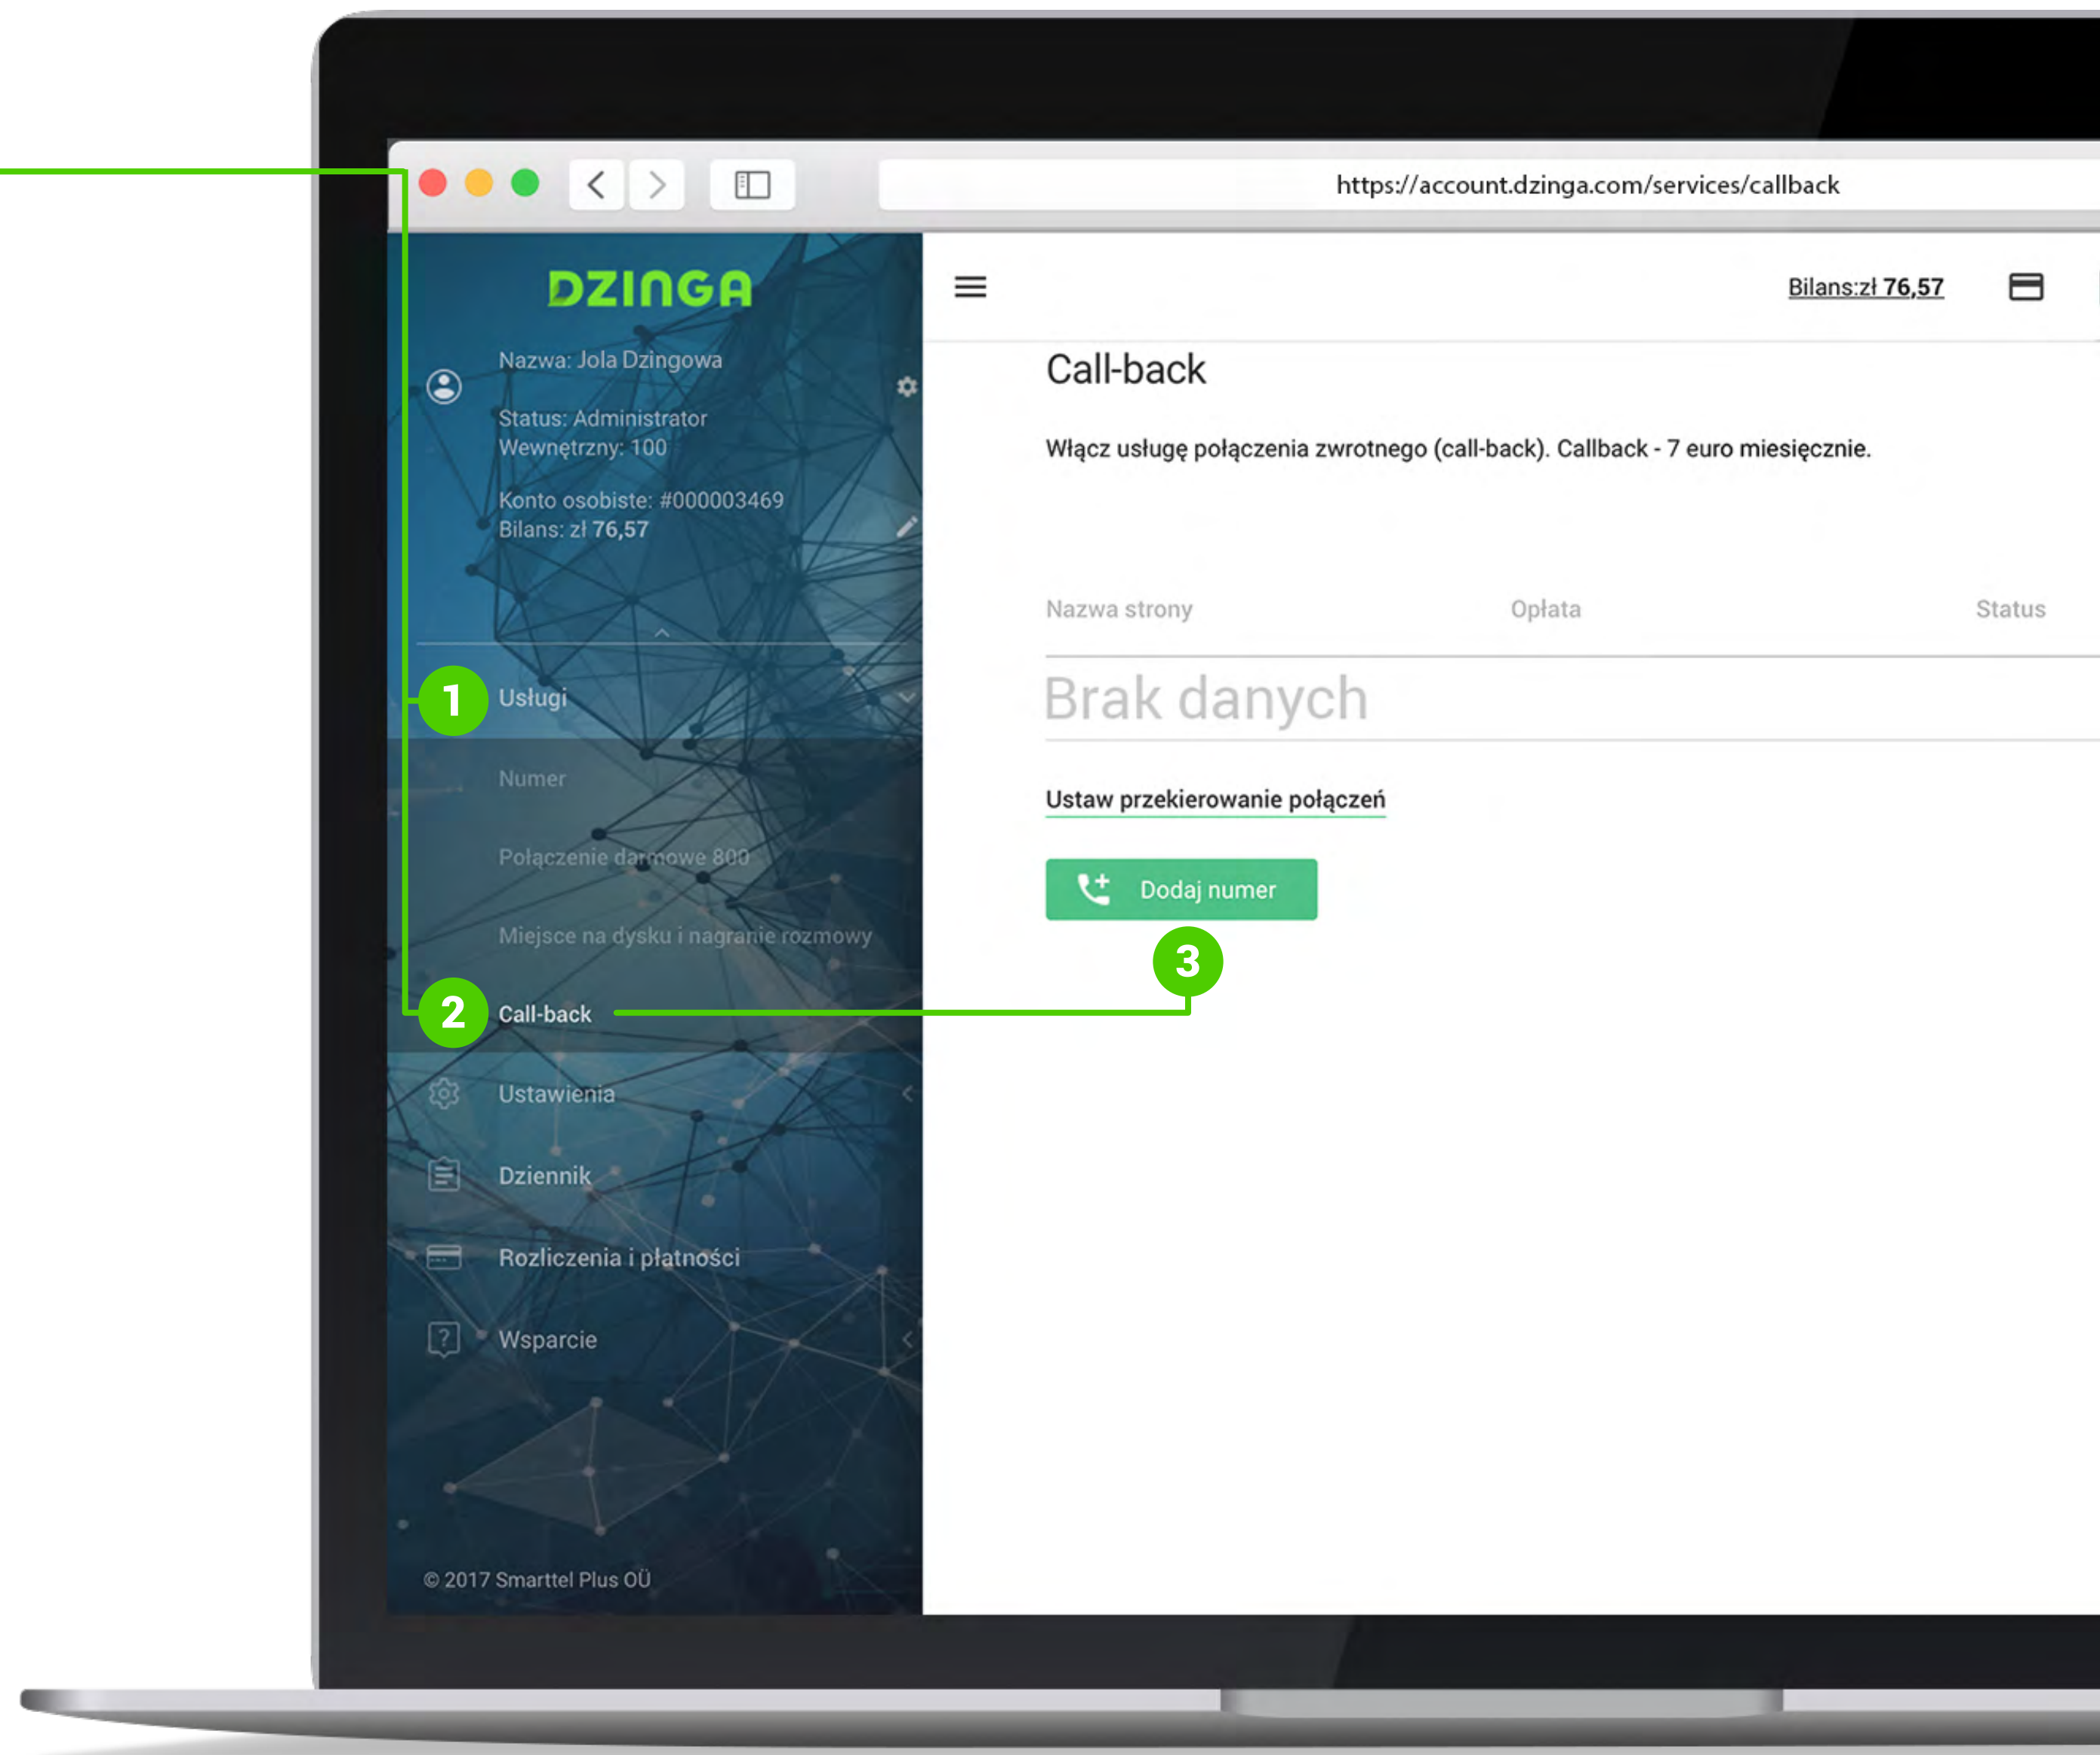 https://account.dzinga.com/services/callback
DZINGA
Nazwa: Jola Dzingowa
Status: Administrator
Wewnętrzny: 100
Konto osobiste: #000003469
Bilans: zł 76,57
1 Usługi
Numer
Połączenie darmowe 800
Miejsce na dysku i nagranie rozmowy
2 Call-back
Ustawienia
Dziennik
Rozliczenia i płatności
Wsparcie
© 2017 Smarttel Plus OÜ
Bilans:zł 76,57
Call-back
Włącz usługę połączenia zwrotnego (call-back). Callback - 7 euro miesięcznie.
Nazwa strony Opłata Status
Brak danych
Ustaw przekierowanie połączeń
Dodaj numer
3